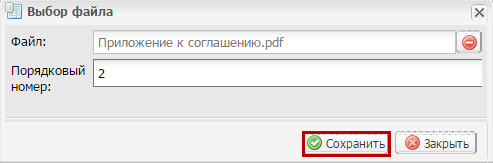 Выбор файла
Файл: Приложение к соглашению.pdf
Порядковый номер: 2
Сохранить Закрыть